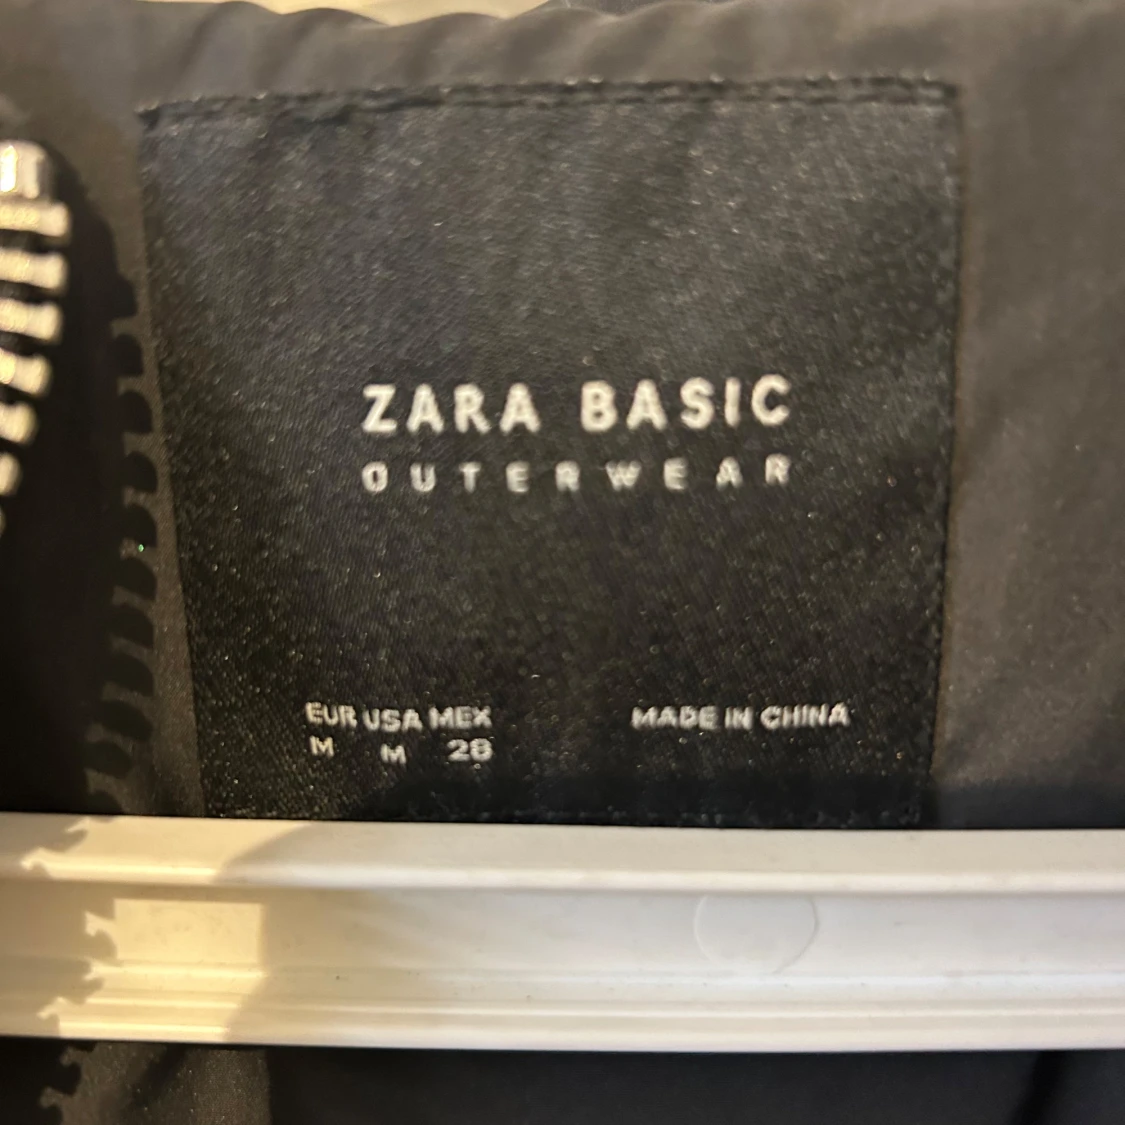 ZARA BASIC
OUTERWEAR
EUR USA MEX
M M 28
MADE IN CHINA